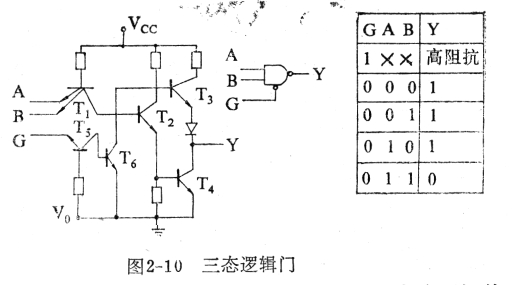 V_CC
A
B
G
T₁
T₅
T₂
T₃
T₆
T₄
Y
V₀
A
B
G
Y
G A B Y
1 × × 高阻抗
0 0 0 1
0 0 1 1
0 1 0 1
0 1 1 0
图2-10 三态逻辑门